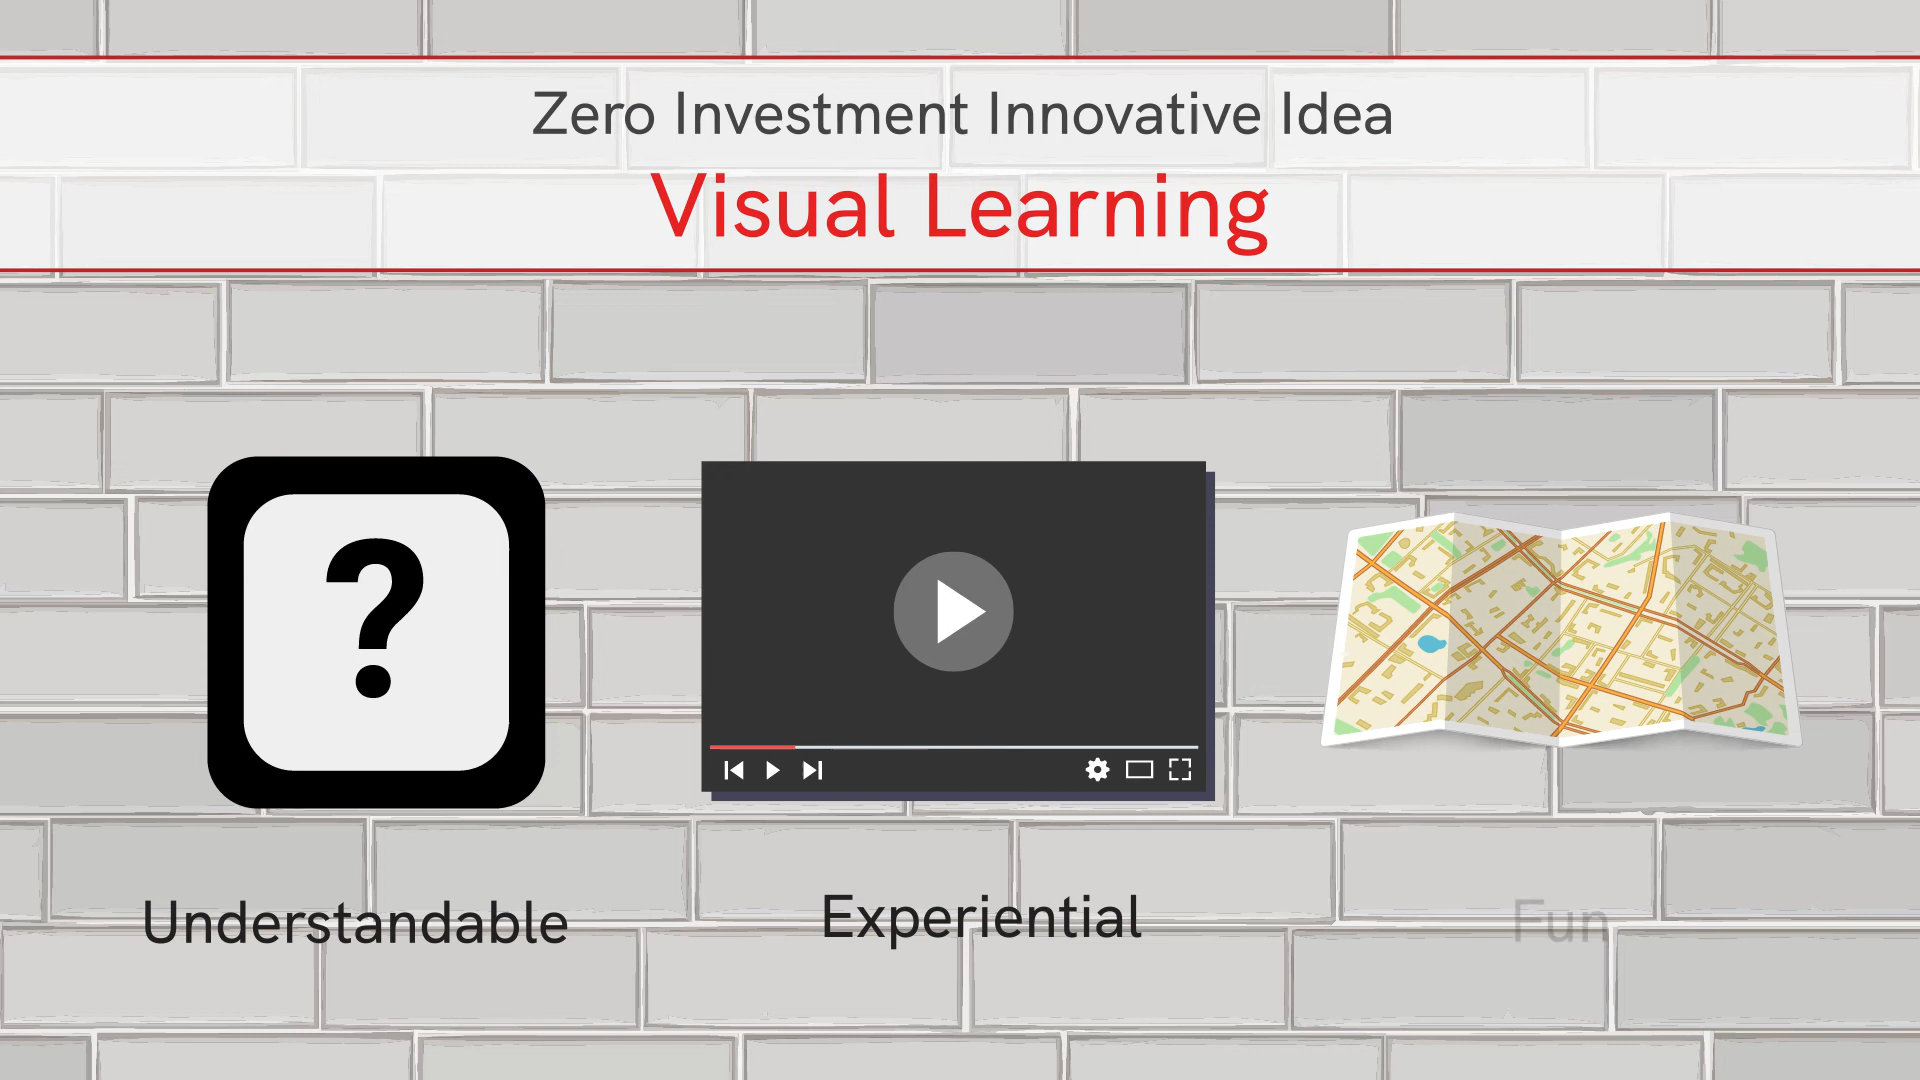 Zero Investment Innovative Idea
Visual Learning
?
Understandable
Experiential
Fun